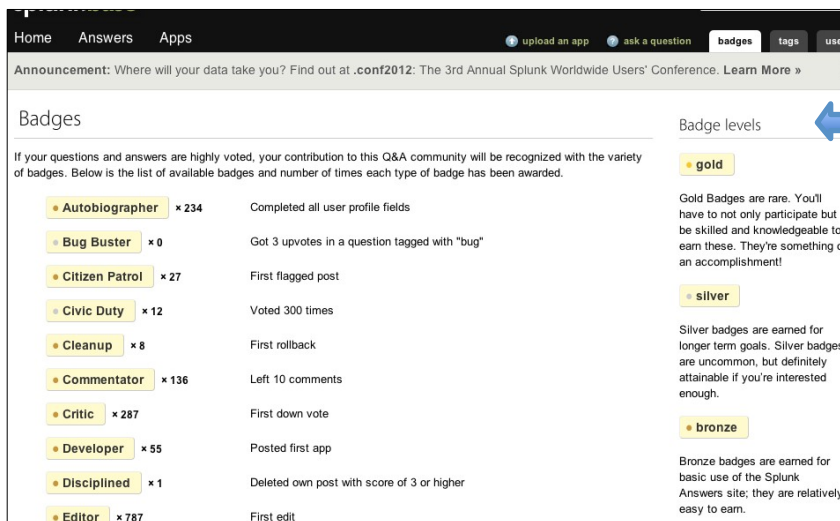 Home Answers Apps
upload an app ask a question badges tags
Announcement: Where will your data take you? Find out at .conf2012: The 3rd Annual Splunk Worldwide Users' Conference. Learn More »
Badges
If your questions and answers are highly voted, your contribution to this Q&A community will be recognized with the variety
of badges. Below is the list of available badges and number of times each type of badge has been awarded.
Autobiographer × 234 Completed all user profile fields
Bug Buster × 0 Got 3 upvotes in a question tagged with "bug"
Citizen Patrol × 27 First flagged post
Civic Duty × 12 Voted 300 times
Cleanup × 8 First rollback
Commentator × 136 Left 10 comments
Critic × 287 First down vote
Developer × 55 Posted first app
Disciplined × 1 Deleted own post with score of 3 or higher
Editor × 787 First edit
Badge levels
gold
Gold Badges are rare. You'll
have to not only participate but
be skilled and knowledgeable to
earn these. They're something
an accomplishment!
silver
Silver badges are earned for
longer term goals. Silver badges
are uncommon, but definitely
attainable if you're interested
enough.
bronze
Bronze badges are earned for
basic use of the Splunk
Answers site; they are relatively
easy to earn.